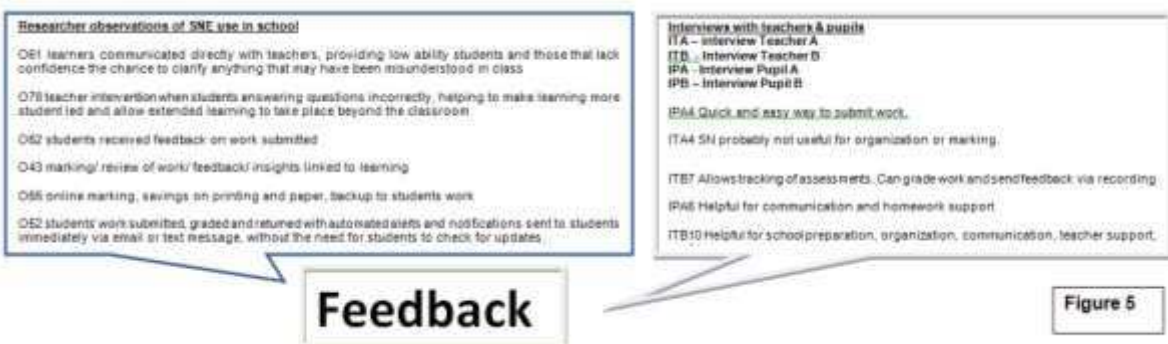 Researcher observations of SNE use in school
O61 learners communicated directly with teachers, providing low ability students and those that lack
confidence the chance to clarify anything that may have been misunderstood in class
O78 teacher intervention when students answering questions incorrectly, helping to make learning more
student led and allow extended learning to take place beyond the classroom
O52 students received feedback on work submitted
O43 marking/ review of work/ feedback/ insights linked to learning
O56 online marking, savings on printing and paper, backup to students work
O52 students work submitted, graded and returned with automated alerts and notifications sent to students
immediately via email or text message, without the need for students to check for updates
Interviews with teachers & pupils
ITA – Interview Teacher A
ITB – Interview Teacher B
IPA - Interview Pupil A
IPB – Interview Pupil B
IPA4 Quick and easy way to submit work.
ITA4 SN probably not useful for organization or marking.
ITB7 Allows tracking of assessments. Can grade work and send feedback via recording
IPA6 Helpful for communication and homework support
ITB10 Helpful for school preparation, organization, communication, teacher support,
Feedback
Figure 5